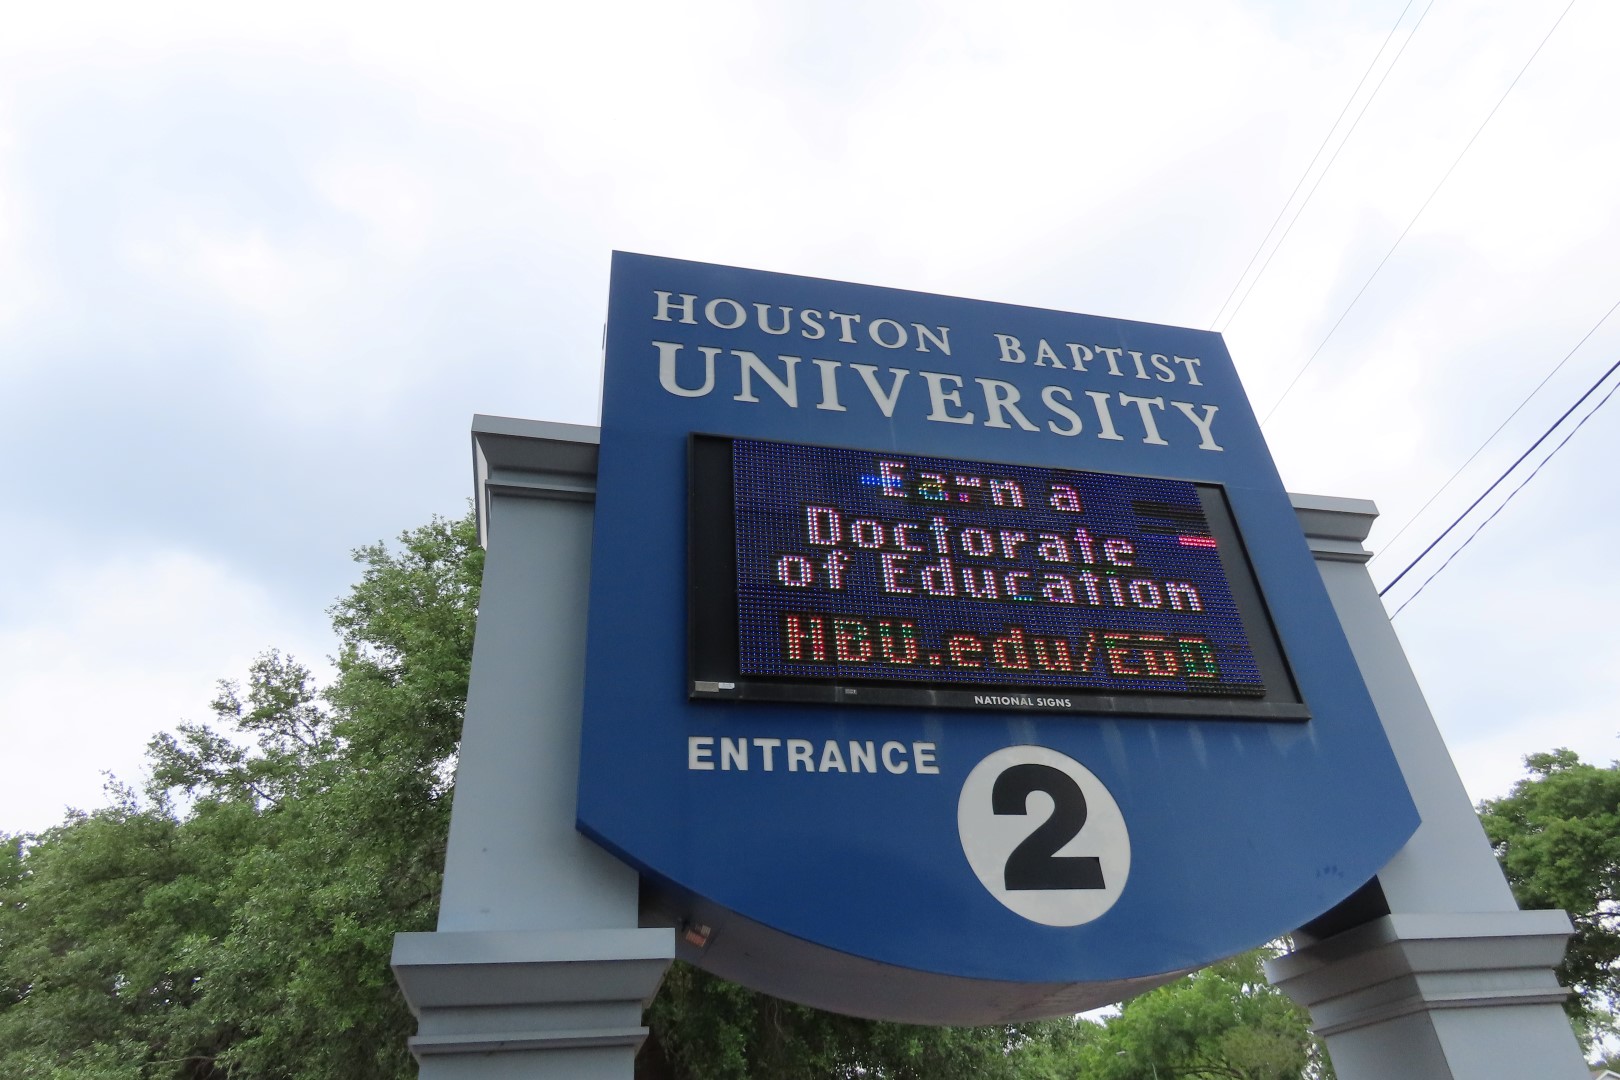 HOUSTON BAPTIST
UNIVERSITY
Earn a
Doctorate
of Education
HBU.edu/EDD
NATIONAL SIGNS
ENTRANCE 2